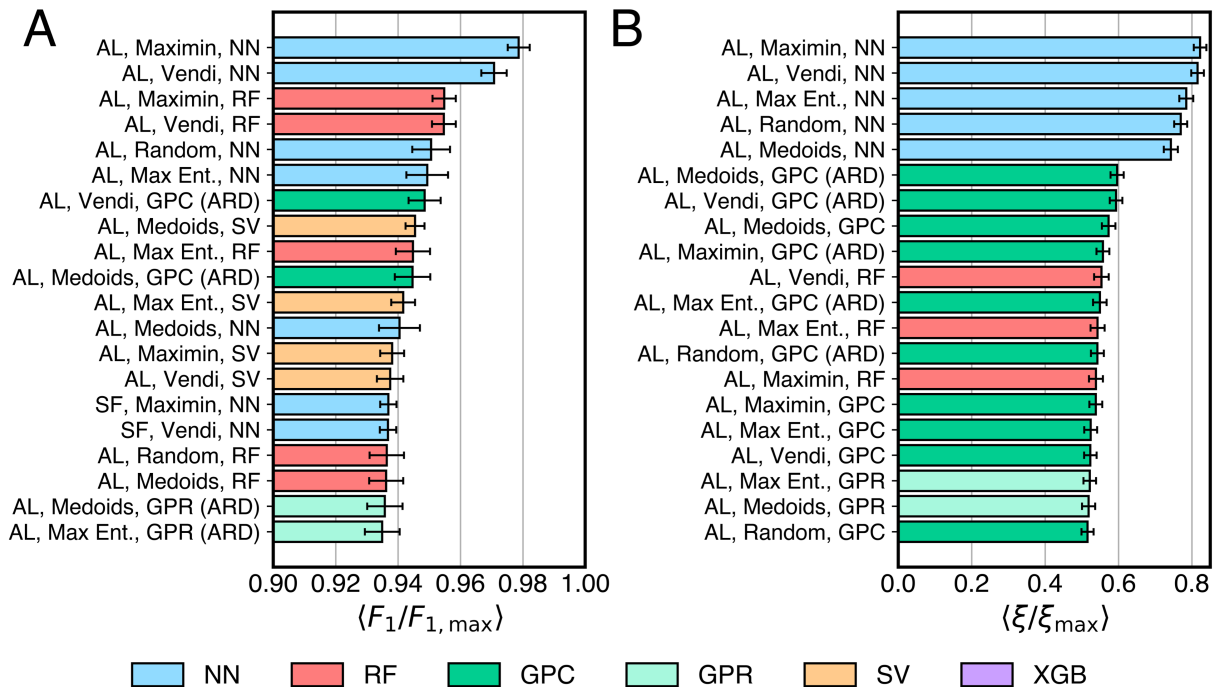 A
AL, Maximin, NN
AL, Vendi, NN
AL, Maximin, RF
AL, Vendi, RF
AL, Random, NN
AL, Max Ent., NN
AL, Vendi, GPC (ARD)
AL, Medoids, SV
AL, Max Ent., RF
AL, Medoids, GPC (ARD)
AL, Max Ent., SV
AL, Medoids, NN
AL, Maximin, SV
AL, Vendi, SV
SF, Maximin, NN
SF, Vendi, NN
AL, Random, RF
AL, Medoids, RF
AL, Medoids, GPR (ARD)
AL, Max Ent., GPR (ARD)
0.90 0.92 0.94 0.96 0.98 1.00
⟨F₁/F₁, max⟩
B
AL, Maximin, NN
AL, Vendi, NN
AL, Max Ent., NN
AL, Random, NN
AL, Medoids, NN
AL, Medoids, GPC (ARD)
AL, Vendi, GPC (ARD)
AL, Medoids, GPC
AL, Maximin, GPC (ARD)
AL, Vendi, RF
AL, Max Ent., GPC (ARD)
AL, Max Ent., RF
AL, Random, GPC (ARD)
AL, Maximin, RF
AL, Maximin, GPC
AL, Max Ent., GPC
AL, Vendi, GPC
AL, Max Ent., GPR
AL, Medoids, GPR
AL, Random, GPC
0.0 0.2 0.4 0.6 0.8
⟨ξ/ξmax⟩
NN RF GPC GPR SV XGB